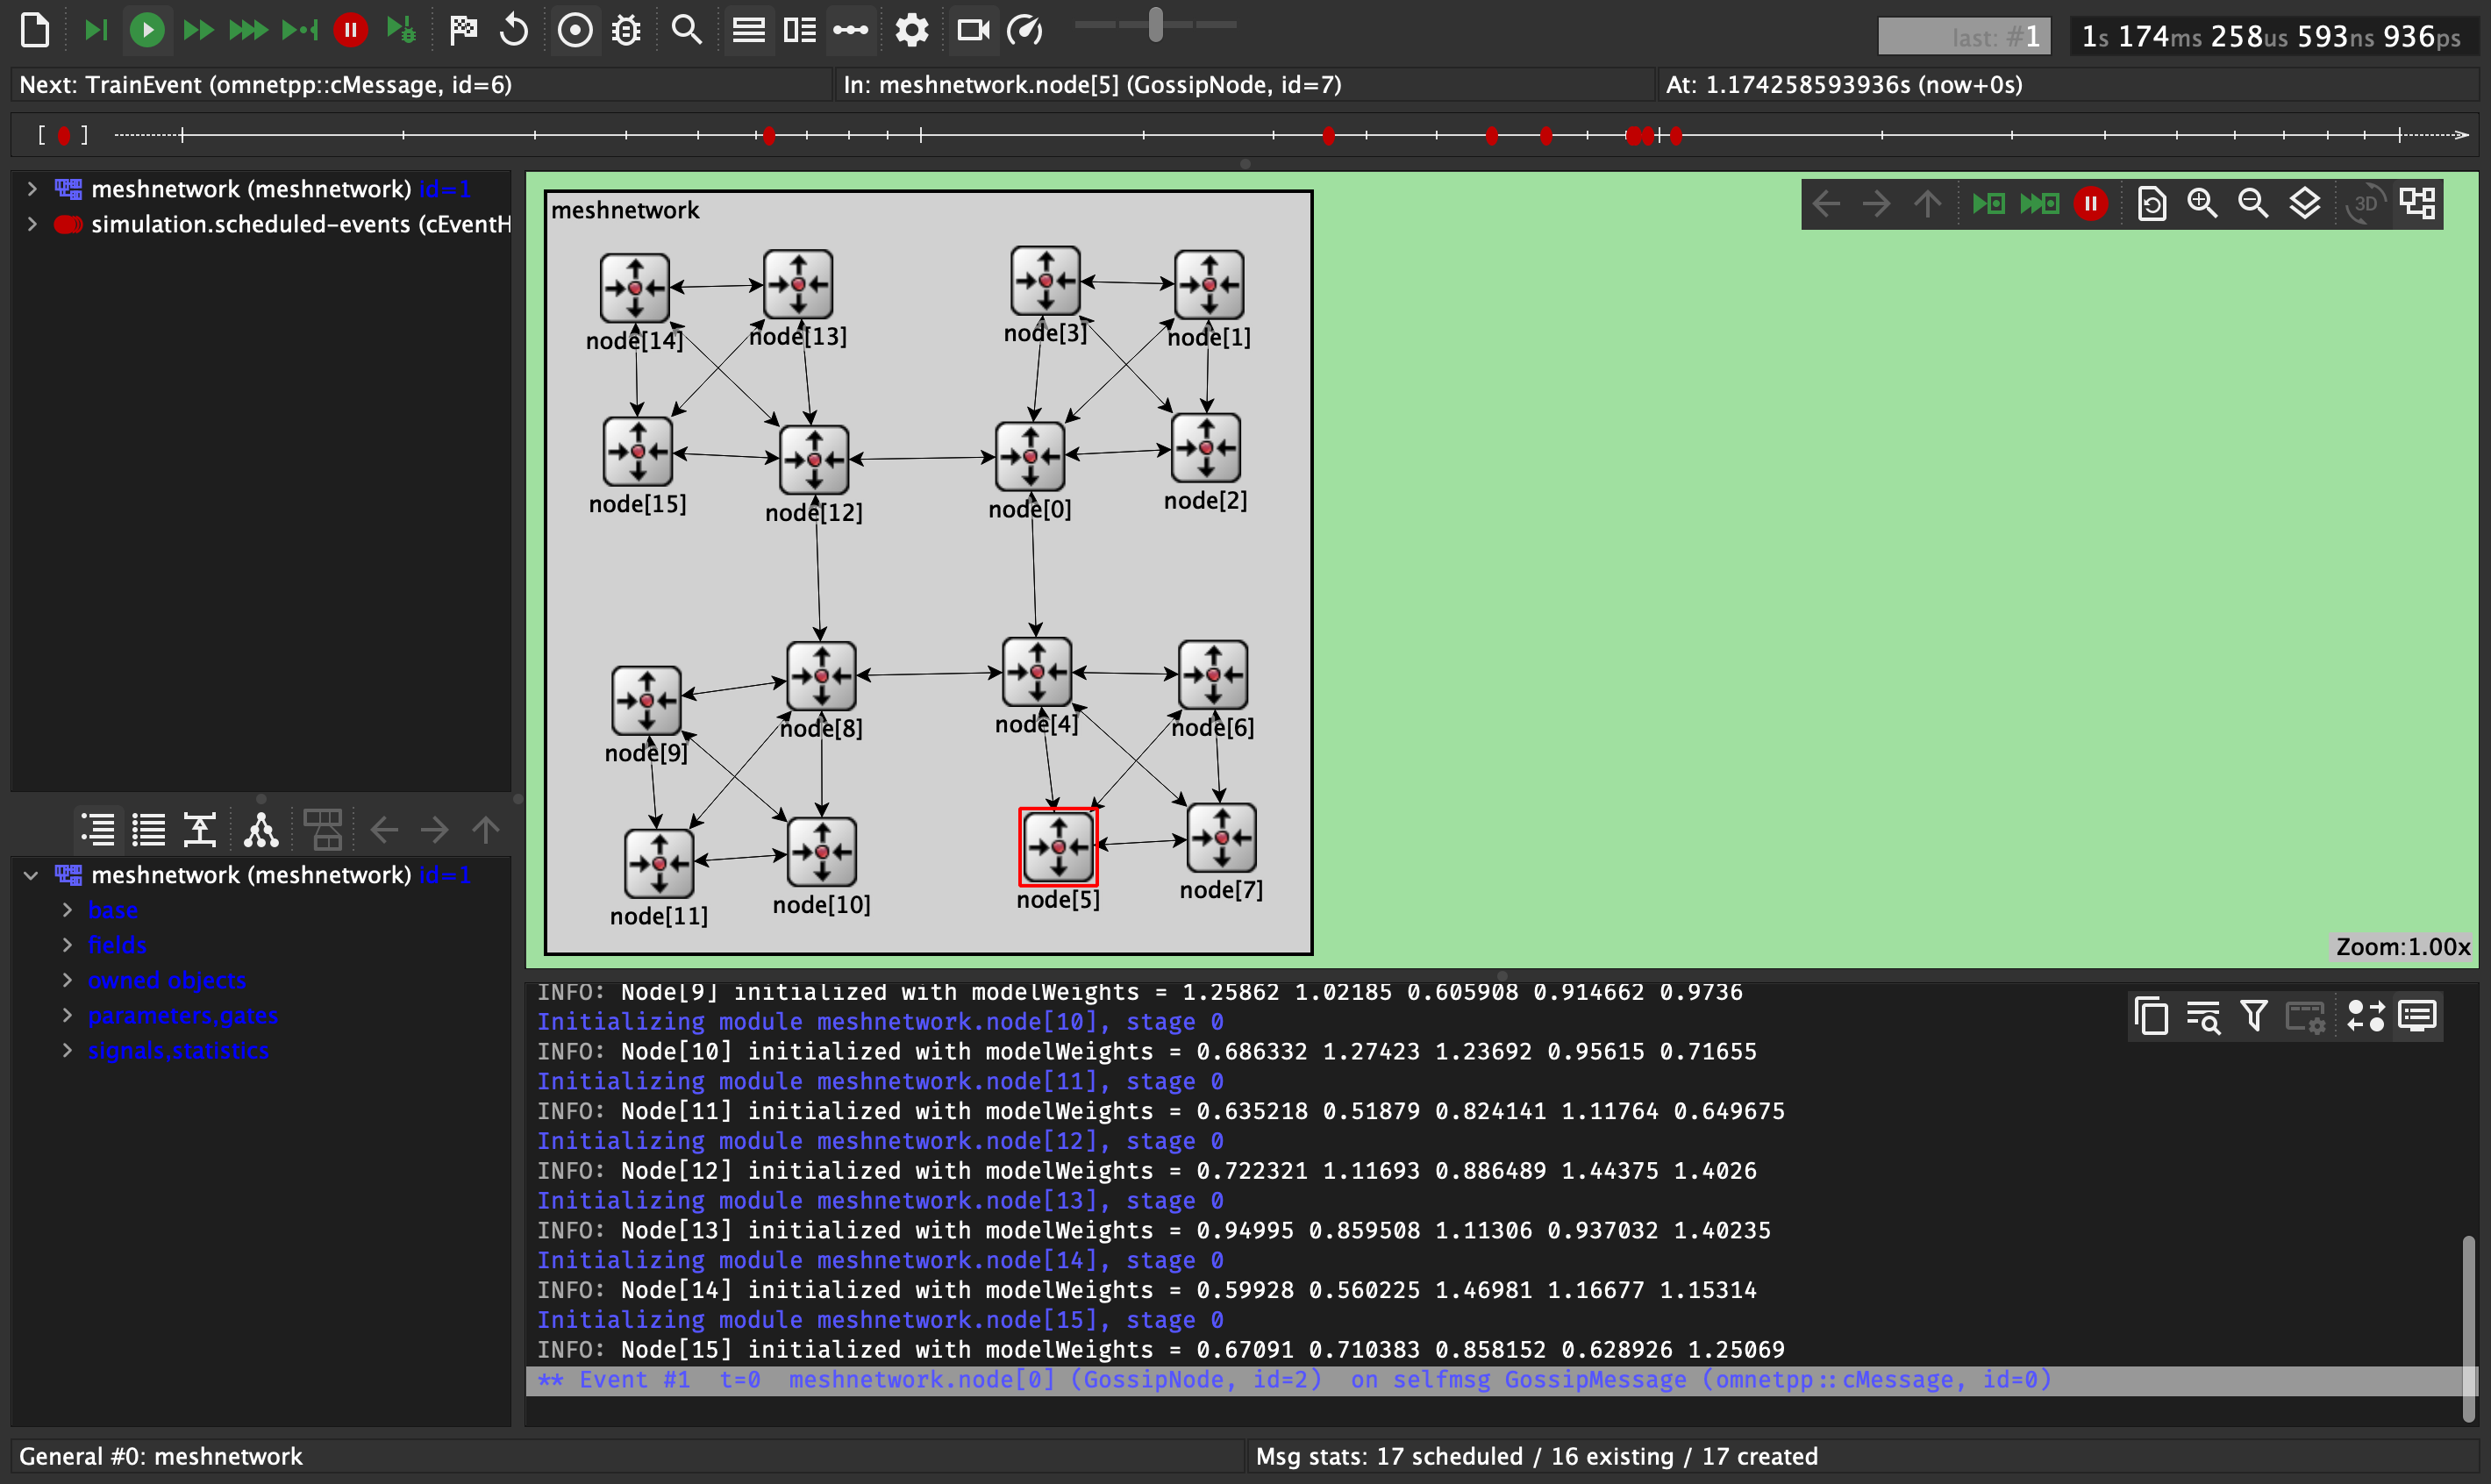 last: #1
1s 174ms 258us 593ns 936ps
Next: TrainEvent (omnetpp::cMessage, id=6)
In: meshnetwork.node[5] (GossipNode, id=7)
At: 1.174258593936s (now+0s)
[ ]
meshnetwork (meshnetwork) id=1
simulation.scheduled-events (cEventH
meshnetwork
3D
node[14]
node[13]
node[3]
node[1]
node[15]
node[12]
node[0]
node[2]
node[9]
node[8]
node[4]
node[6]
node[11]
node[10]
node[5]
node[7]
Zoom:1.00x
meshnetwork (meshnetwork) id=1
base
fields
owned objects
parameters,gates
signals,statistics
INFO: Node[9] initialized with modelWeights = 1.25862 1.02185 0.605908 0.914662 0.9736
Initializing module meshnetwork.node[10], stage 0
INFO: Node[10] initialized with modelWeights = 0.686332 1.27423 1.23692 0.95615 0.71655
Initializing module meshnetwork.node[11], stage 0
INFO: Node[11] initialized with modelWeights = 0.635218 0.51879 0.824141 1.11764 0.649675
Initializing module meshnetwork.node[12], stage 0
INFO: Node[12] initialized with modelWeights = 0.722321 1.11693 0.886489 1.44375 1.4026
Initializing module meshnetwork.node[13], stage 0
INFO: Node[13] initialized with modelWeights = 0.94995 0.859508 1.11306 0.937032 1.40235
Initializing module meshnetwork.node[14], stage 0
INFO: Node[14] initialized with modelWeights = 0.59928 0.560225 1.46981 1.16677 1.15314
Initializing module meshnetwork.node[15], stage 0
INFO: Node[15] initialized with modelWeights = 0.67091 0.710383 0.858152 0.628926 1.25069
** Event #1  t=0  meshnetwork.node[0] (GossipNode, id=2)  on selfmsg GossipMessage (omnetpp::cMessage, id=0)
General #0: meshnetwork
Msg stats: 17 scheduled / 16 existing / 17 created